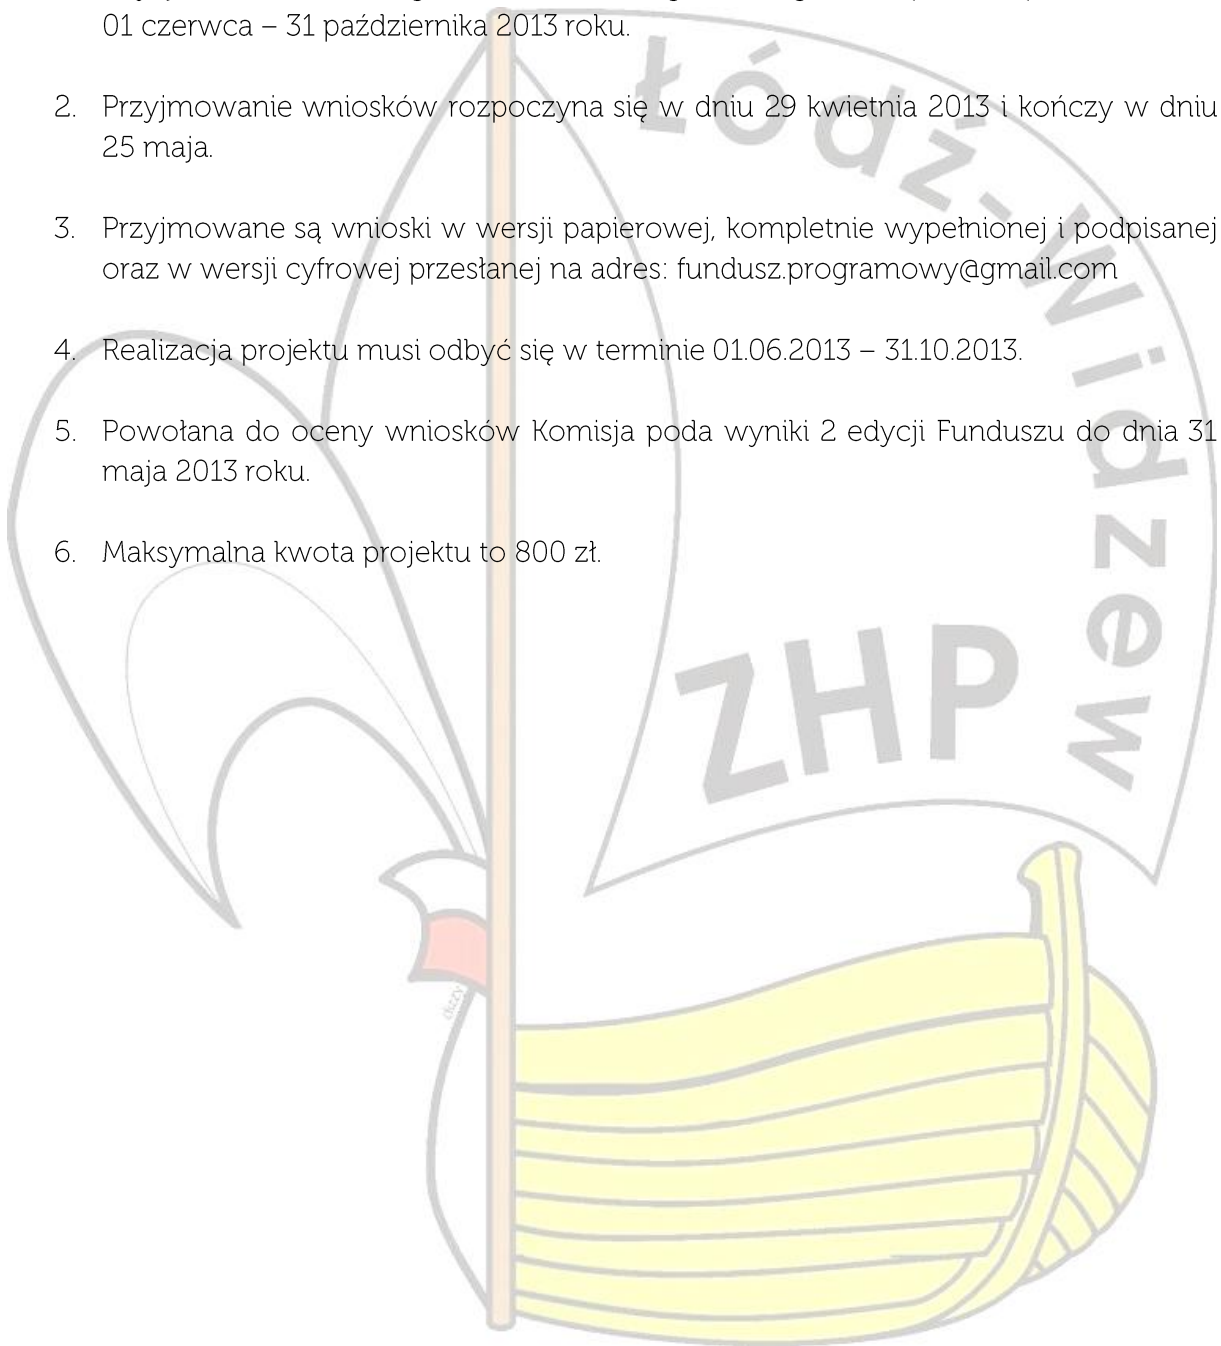 01 czerwca – 31 października 2013 roku.
2. Przyjmowanie wniosków rozpoczyna się w dniu 29 kwietnia 2013 i kończy w dniu
25 maja.
3. Przyjmowane są wnioski w wersji papierowej, kompletnie wypełnionej i podpisanej
oraz w wersji cyfrowej przesłanej na adres: fundusz.programowy@gmail.com
4. Realizacja projektu musi odbyć się w terminie 01.06.2013 – 31.10.2013.
5. Powołana do oceny wniosków Komisja poda wyniki 2 edycji Funduszu do dnia 31
maja 2013 roku.
6. Maksymalna kwota projektu to 800 zł.
Łódź-Widzew
ZHP